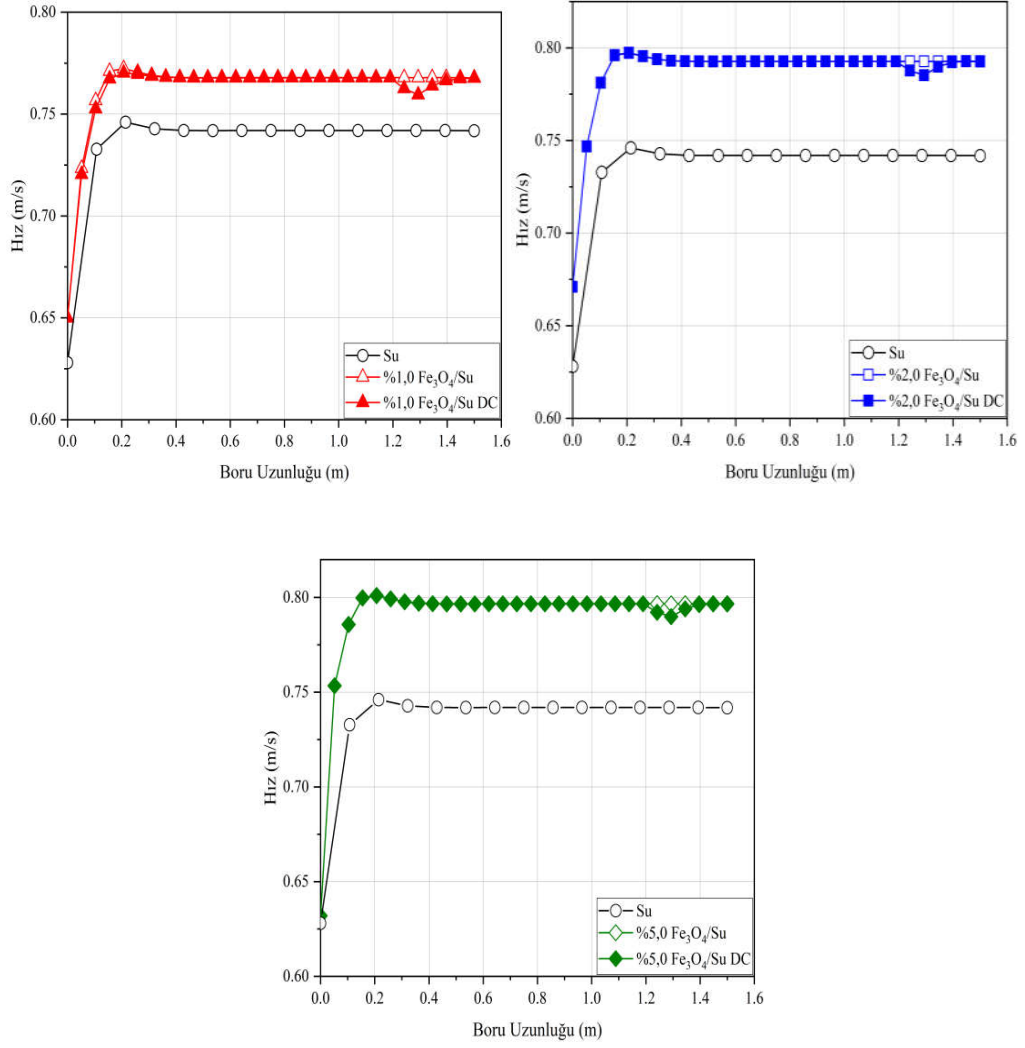 0.80
0.75
0.70
0.65
0.60
Hız (m/s)
Su
%1,0 Fe₃O₄/Su
%1,0 Fe₃O₄/Su DC
0.0 0.2 0.4 0.6 0.8 1.0 1.2 1.4 1.6
Boru Uzunluğu (m)
0.80
0.75
0.70
0.65
0.60
Hız (m/s)
Su
%2,0 Fe₃O₄/Su
%2,0 Fe₃O₄/Su DC
0.0 0.2 0.4 0.6 0.8 1.0 1.2 1.4 1.6
Boru Uzunluğu (m)
0.80
0.75
0.70
0.65
0.60
Hız (m/s)
Su
%5,0 Fe₃O₄/Su
%5,0 Fe₃O₄/Su DC
0.0 0.2 0.4 0.6 0.8 1.0 1.2 1.4 1.6
Boru Uzunluğu (m)